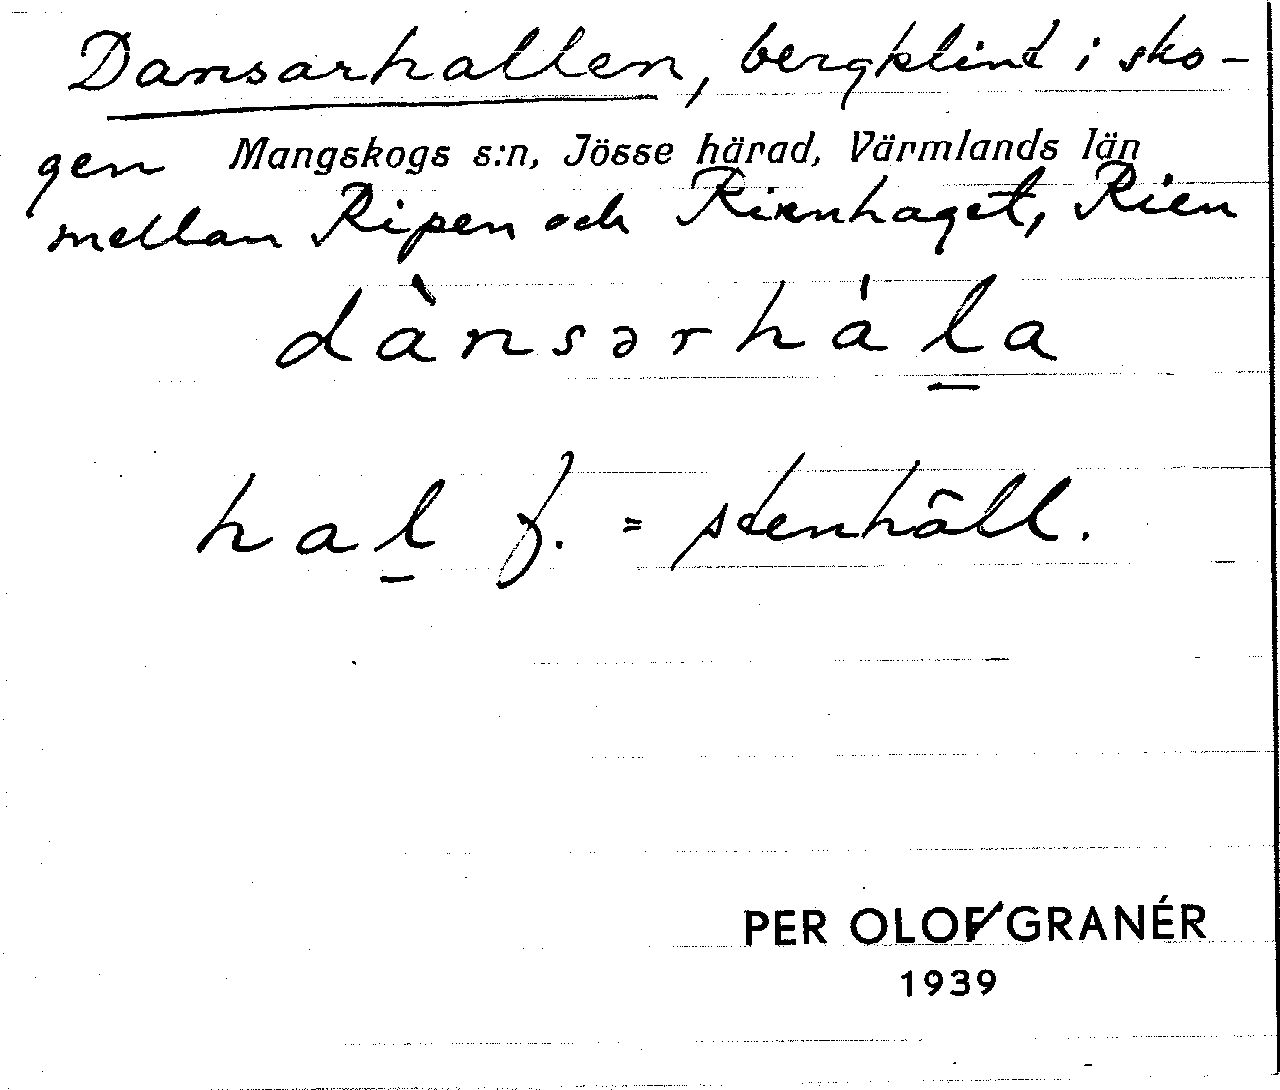 Dansarhallen, bergklint i sko-
gen Mangskogs s:n, Jösse härad, Värmlands län
mellan Ripen och Rienhaget, Rien
dànsərhàl̲a
hal̲ f. = stenhäll.
PER OLOF GRANÉR
1939